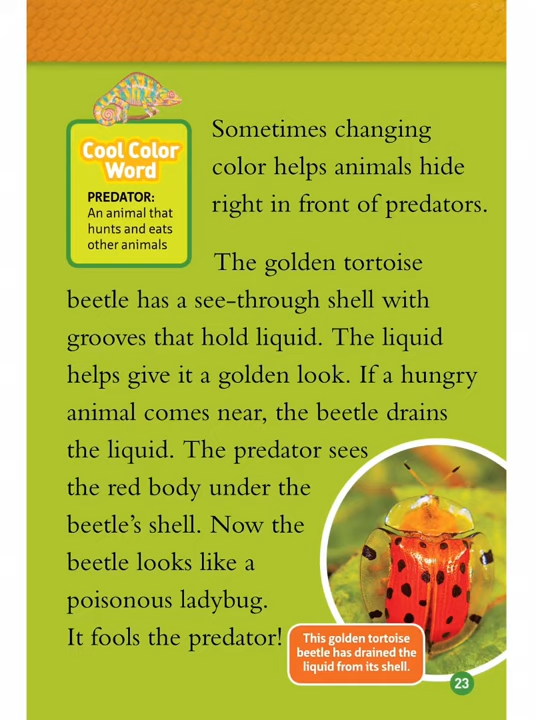 Cool Color
Word
PREDATOR:
An animal that
hunts and eats
other animals
Sometimes changing
color helps animals hide
right in front of predators.
The golden tortoise
beetle has a see-through shell with
grooves that hold liquid. The liquid
helps give it a golden look. If a hungry
animal comes near, the beetle drains
the liquid. The predator sees
the red body under the
beetle's shell. Now the
beetle looks like a
poisonous ladybug.
It fools the predator!
This golden tortoise
beetle has drained the
liquid from its shell.
23